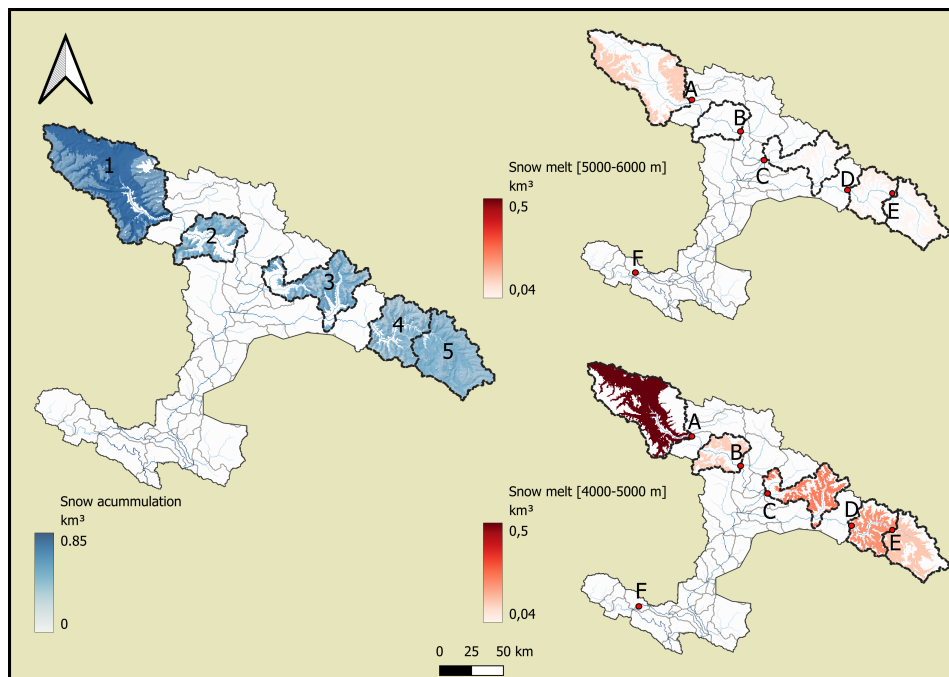 1
2
3
4
5
Snow acummulation
km³
0.85
0
A
B
C
D
E
F
Snow melt [5000-6000 m]
km³
0,5
0,04
A
B
C
D
E
F
Snow melt [4000-5000 m]
km³
0,5
0,04
0 25 50 km